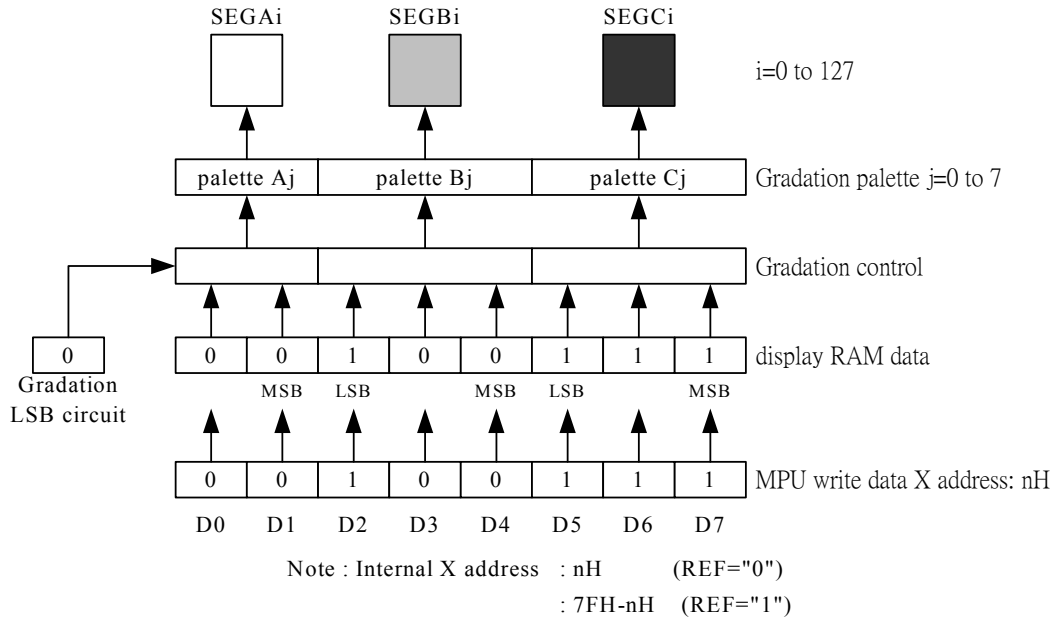 SEGAi SEGBi SEGCi
i=0 to 127
palette Aj palette Bj palette Cj Gradation palette j=0 to 7
Gradation control
0 0 0 1 0 0 1 1 1 display RAM data
Gradation
LSB circuit
MSB LSB MSB LSB MSB
0 0 1 0 0 1 1 1 MPU write data X address: nH
D0 D1 D2 D3 D4 D5 D6 D7
Note : Internal X address : nH (REF="0")
: 7FH-nH (REF="1")